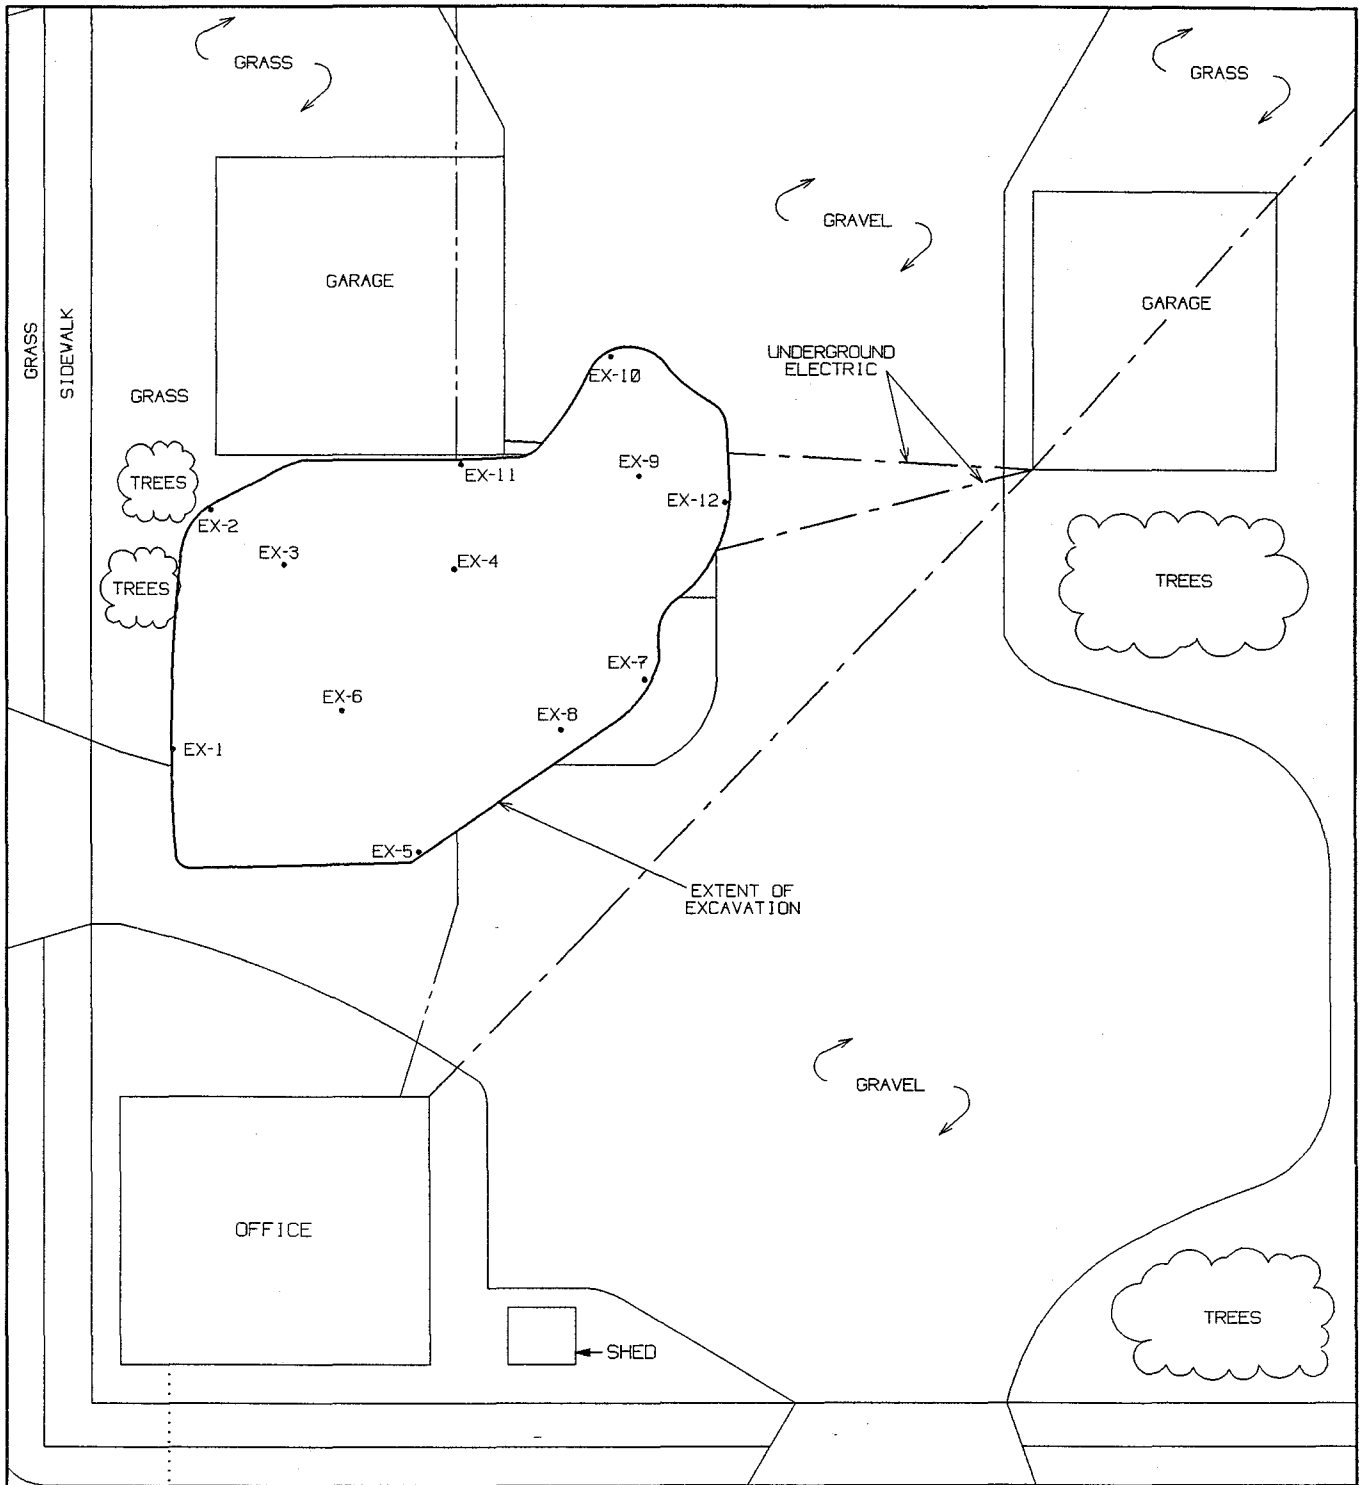 GRASS
GRASS
GRAVEL
GARAGE
GARAGE
GRASS
SIDEWALK
UNDERGROUND
ELECTRIC
EX-10
GRASS
EX-9
EX-11
TREES
EX-12
EX-2
EX-3
EX-4
TREES
TREES
EX-7
EX-6
EX-8
EX-1
EX-5
EXTENT OF
EXCAVATION
GRAVEL
OFFICE
TREES
SHED